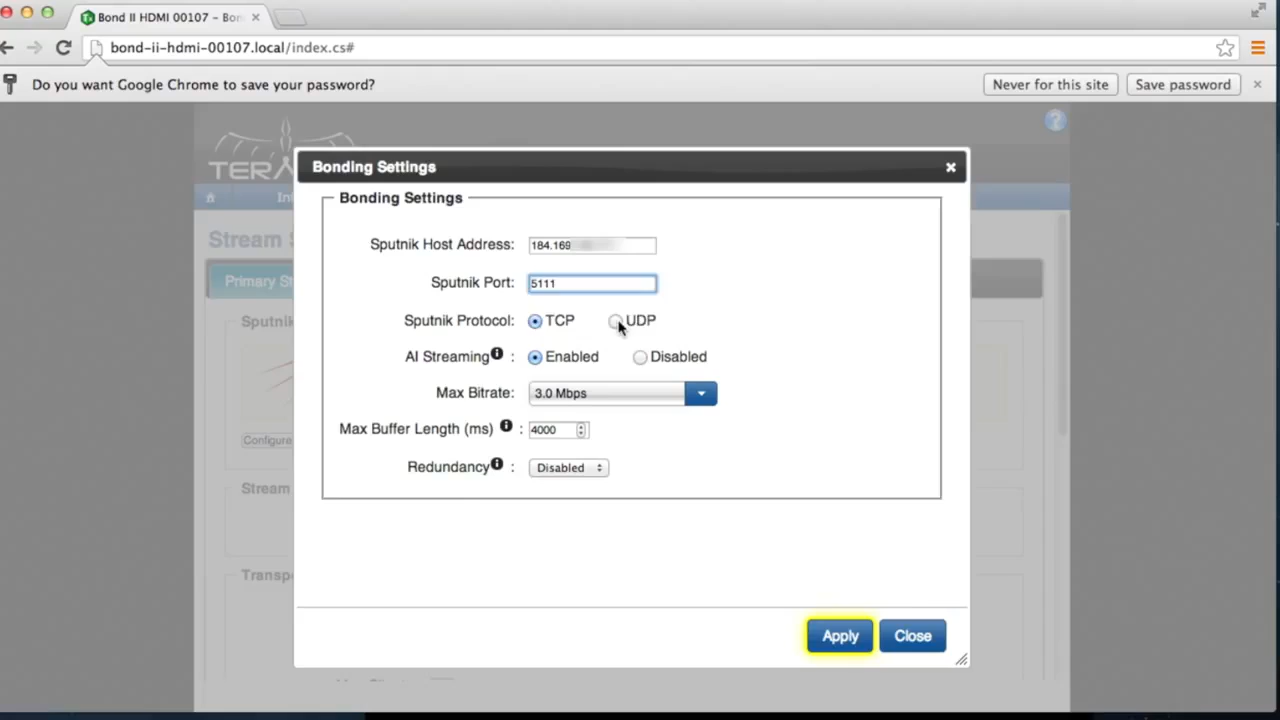 Bond II HDMI 00107 – Bon
bond-ii-hdmi-00107.local/index.cs#
Do you want Google Chrome to save your password?
Never for this site
Save password
TERA
Bonding Settings
Stream
Primary St
Bonding Settings
Sputnik Host Address: 184.169
Sputnik Port: 5111
Sputnik
Sputnik Protocol: TCP UDP
AI Streaming : Enabled Disabled
Max Bitrate: 3.0 Mbps
Max Buffer Length (ms) : 4000
Configure
Redundancy : Disabled
Stream
Transpo
Apply
Close